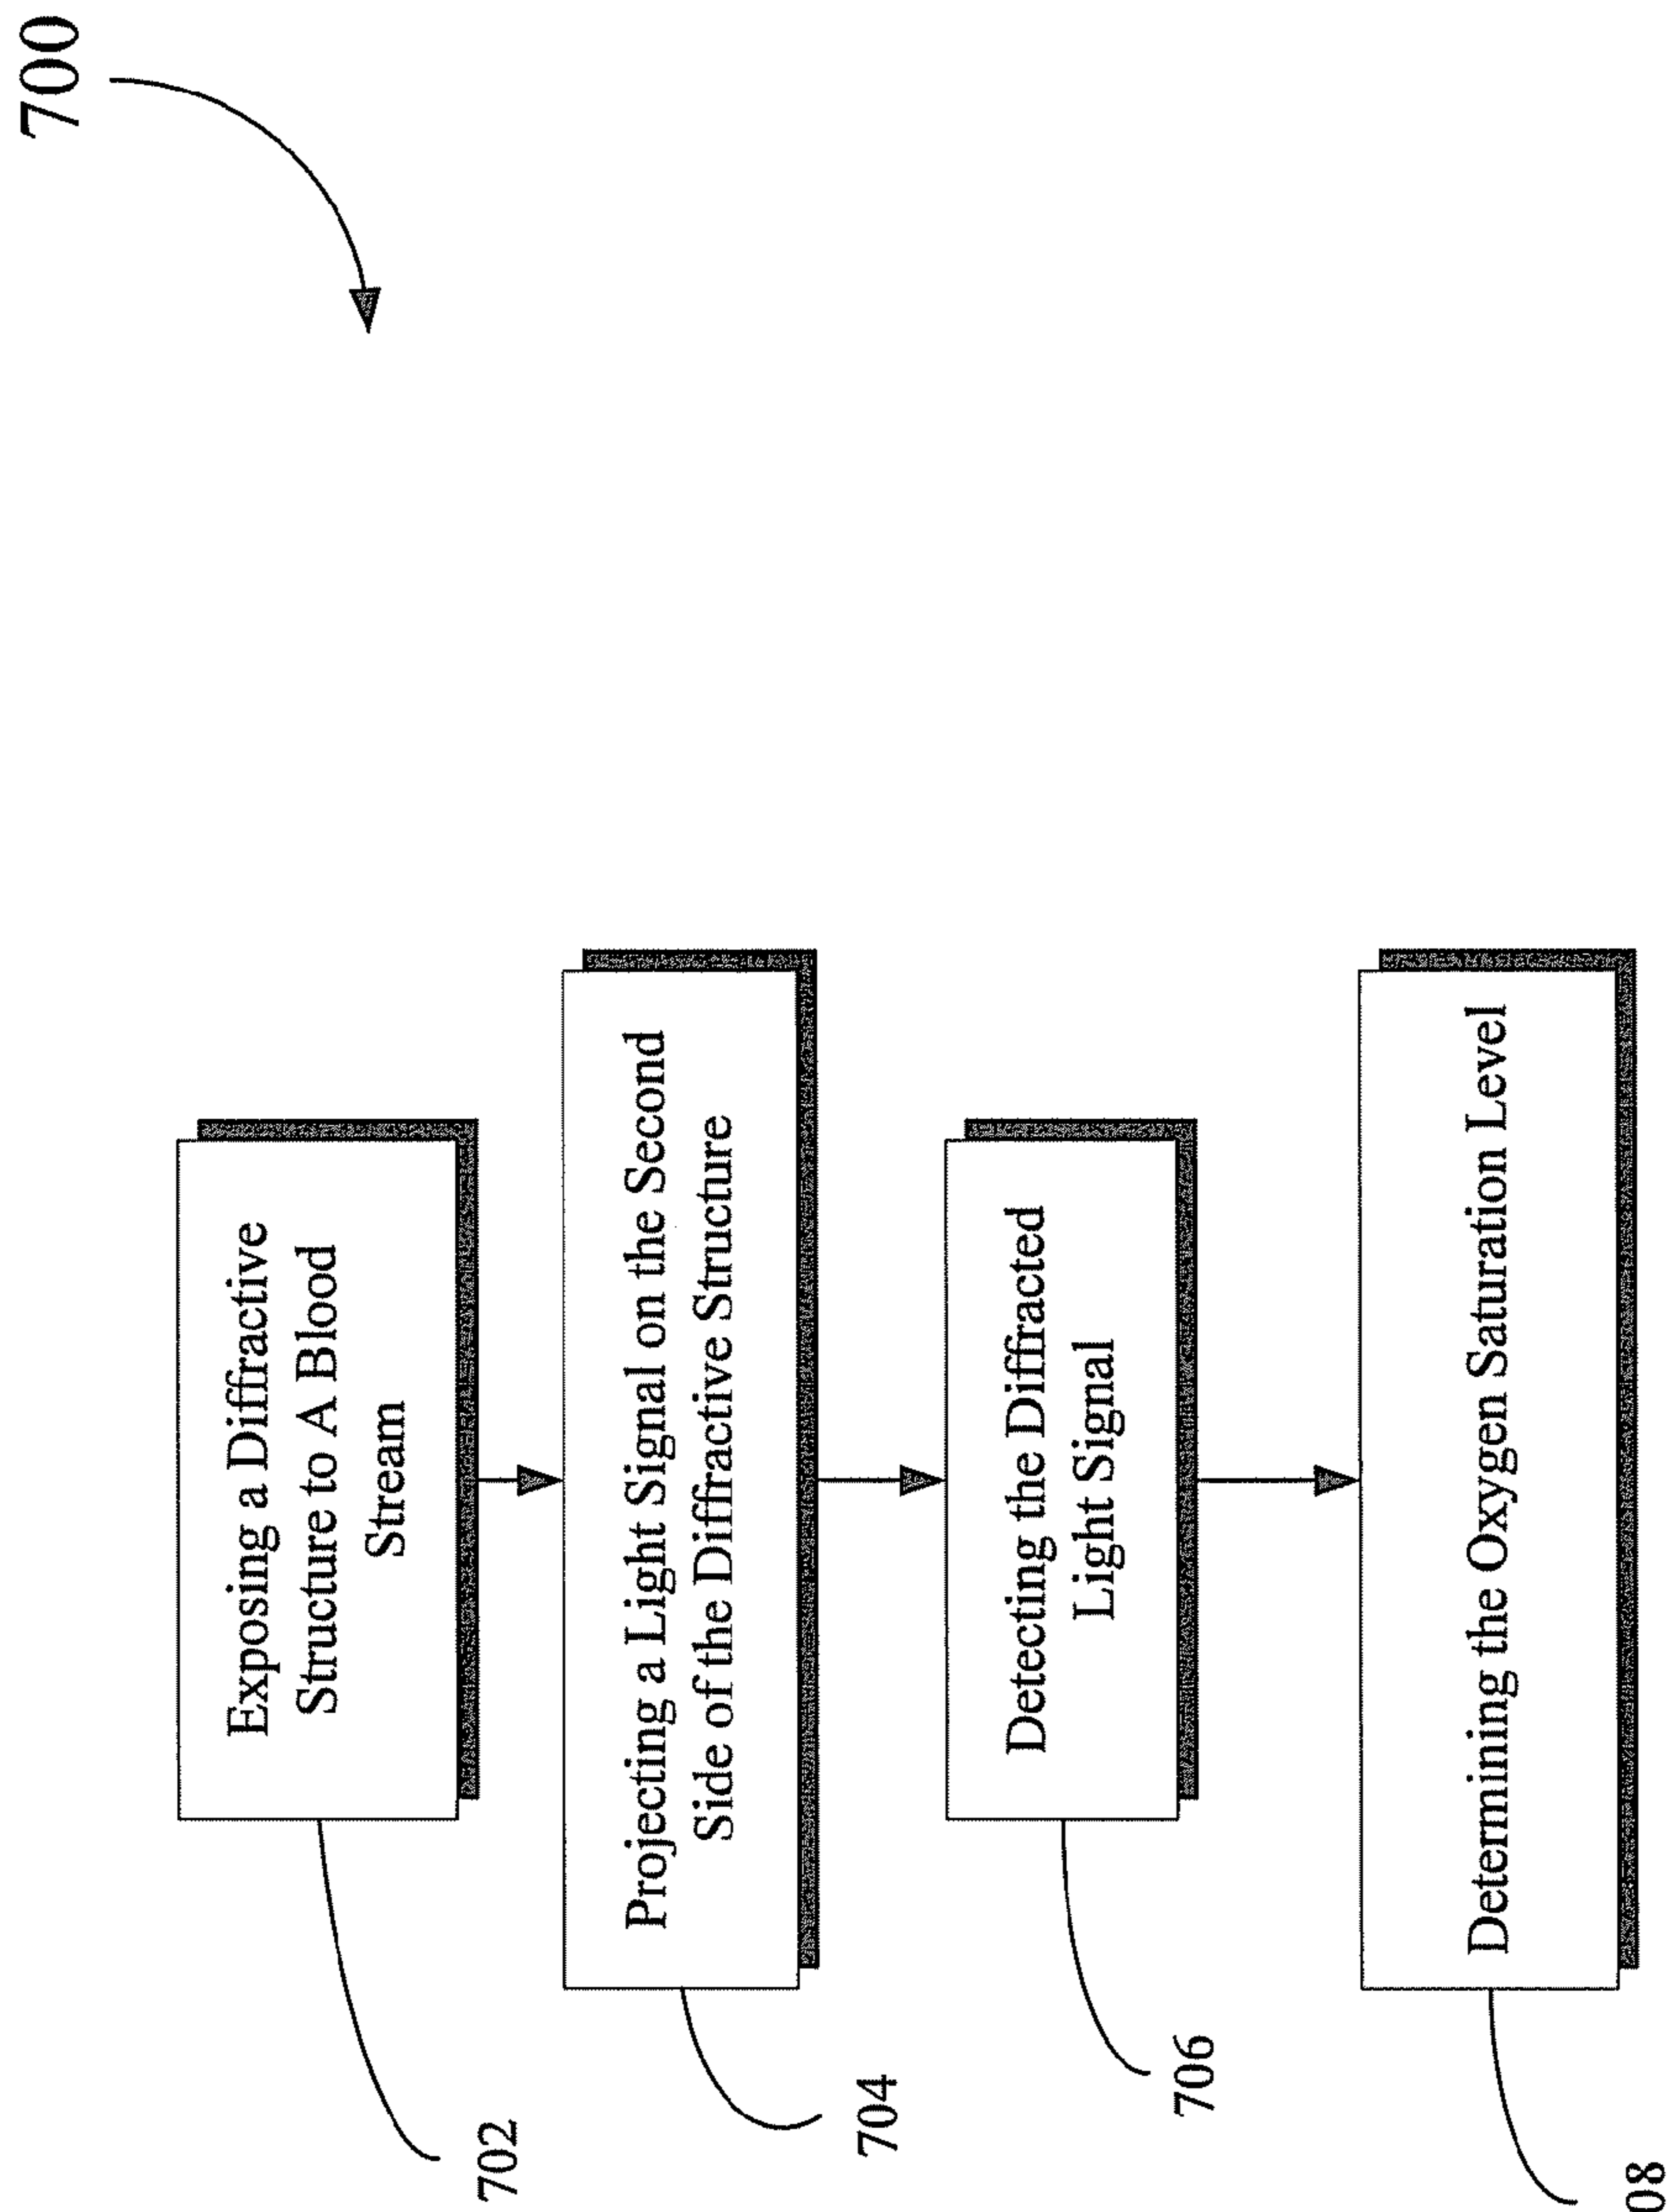 700
702
Exposing a Diffractive
Structure to A Blood
Stream
704
Projecting a Light Signal on the Second
Side of the Diffractive Structure
706
Detecting the Diffracted
Light Signal
08
Determining the Oxygen Saturation Level